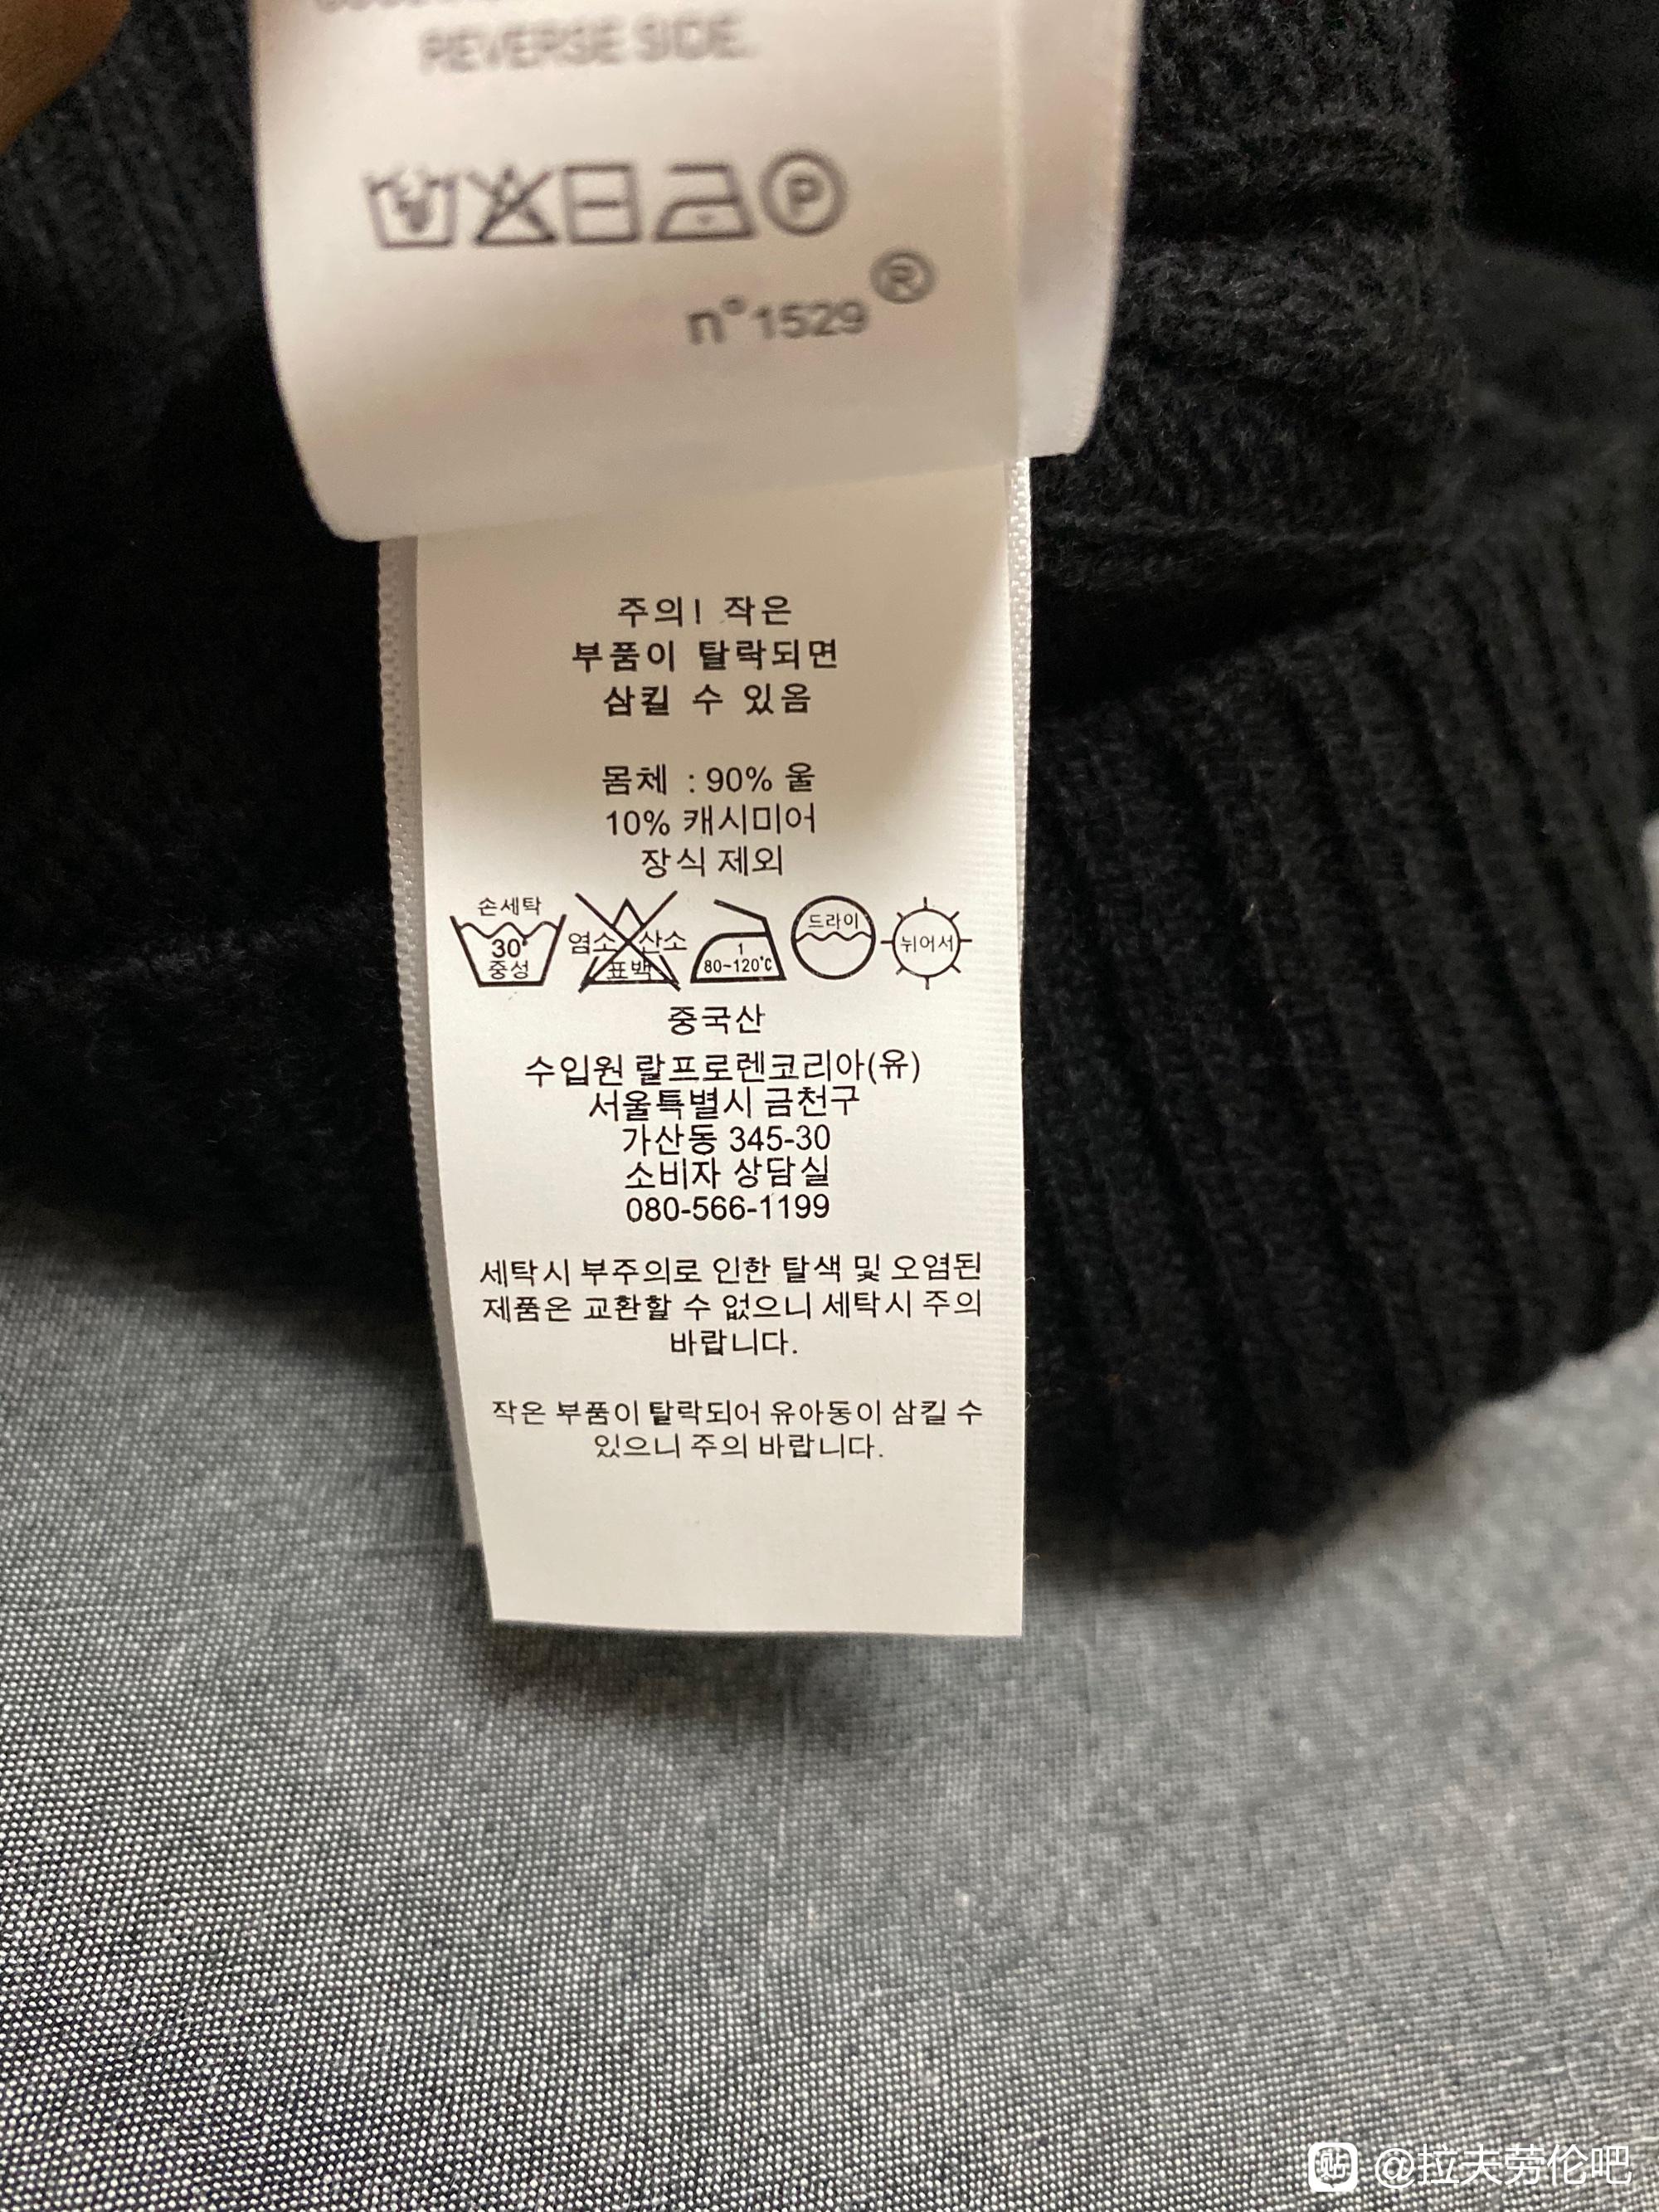 REVERSE SIDE.
P
n°1529®
주의! 작은
부품이 탈락되면
삼킬 수 있옴
몸체 : 90% 울
10% 캐시미어
장식 제외
손세탁
30°
중성
염소 산소
표백
1
80~120℃
드라이
뉘어서
중국산
수입원 랄프로렌코리아(유)
서울특별시 금천구
가산동 345-30
소비자 상담실
080-566-1199
세탁시 부주의로 인한 탈색 및 오염된
제품은 교환할 수 없으니 세탁시 주의
바랍니다.
작은 부품이 탈락되어 유아동이 삼킬 수
있으니 주의 바랍니다.
贴 @拉夫劳伦吧